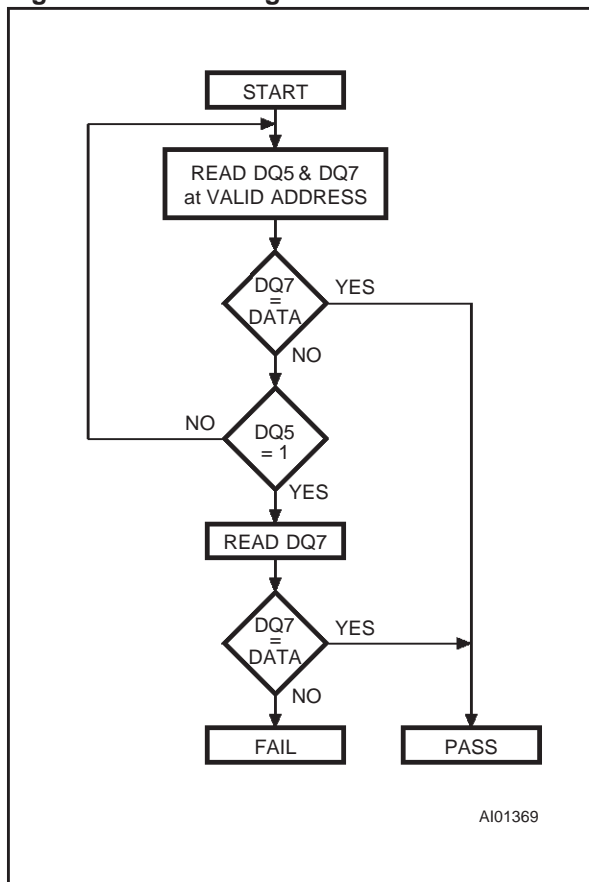 START
READ DQ5 & DQ7
at VALID ADDRESS
DQ7
=
DATA
YES
NO
DQ5
= 1
NO
YES
READ DQ7
DQ7
=
DATA
YES
NO
FAIL
PASS
AI01369